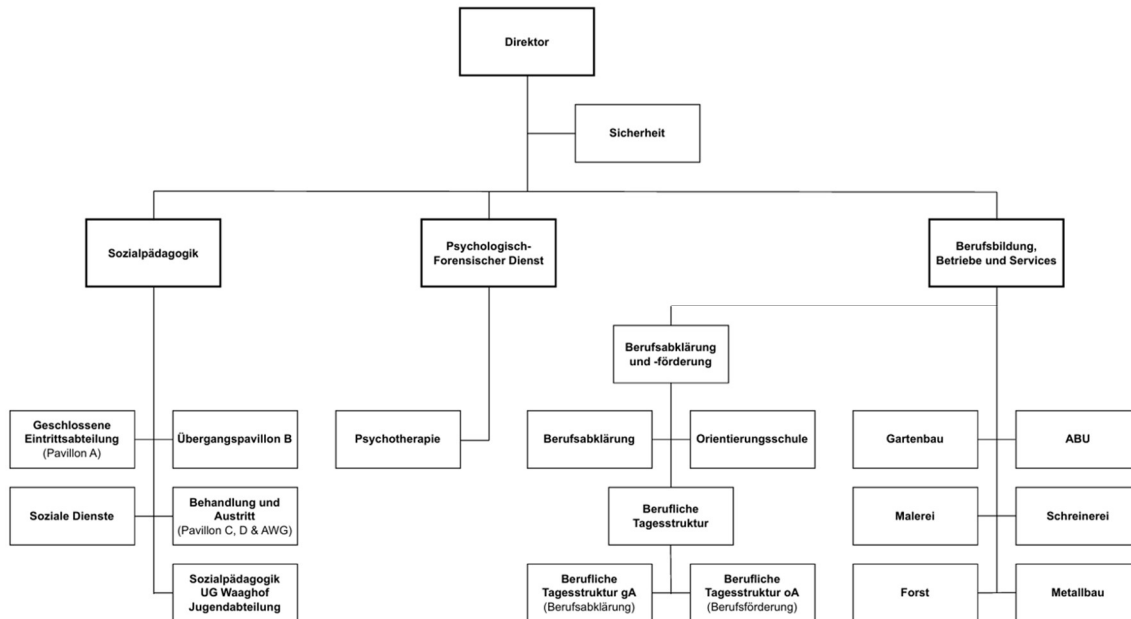 Direktor
Sicherheit
Sozialpädagogik
Psychologisch-
Forensischer Dienst
Berufsbildung,
Betriebe und Services
Berufsabklärung
und -förderung
Geschlossene
Eintrittsabteilung
(Pavillon A)
Übergangspavillon B
Psychotherapie
Berufsabklärung
Orientierungsschule
Gartenbau
ABU
Soziale Dienste
Behandlung und
Austritt
(Pavillon C, D & AWG)
Berufliche
Tagesstruktur
Malerei
Schreinerei
Sozialpädagogik
UG Waaghof
Jugendabteilung
Berufliche
Tagesstruktur gA
(Berufsabklärung)
Berufliche
Tagesstruktur oA
(Berufsförderung)
Forst
Metallbau